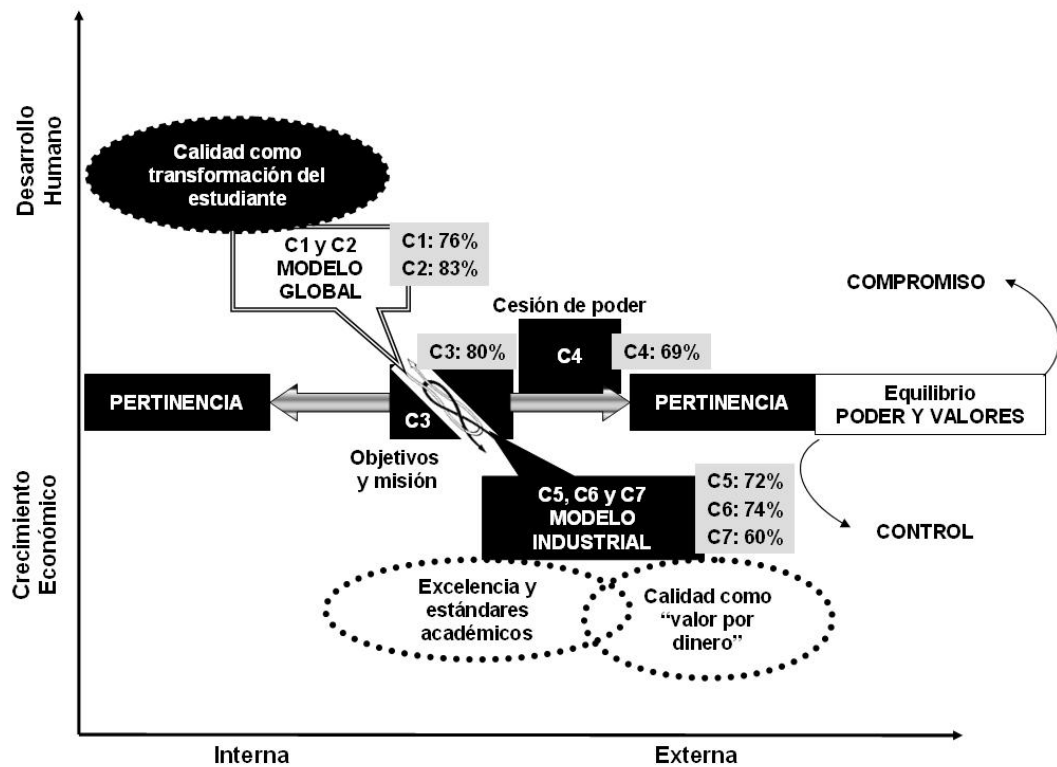 Desarrollo
Humano
Calidad como
transformación del
estudiante
C1 y C2
MODELO
GLOBAL
C1: 76%
C2: 83%
Cesión de poder
COMPROMISO
C3: 80%
C4
C4: 69%
PERTINENCIA
C3
PERTINENCIA
Equilibrio
PODER Y VALORES
Objetivos
y misión
Crecimiento
Económico
C5, C6 y C7
MODELO
INDUSTRIAL
C5: 72%
C6: 74%
C7: 60%
CONTROL
Excelencia y
estándares
académicos
Calidad como
“valor por
dinero”
Interna
Externa